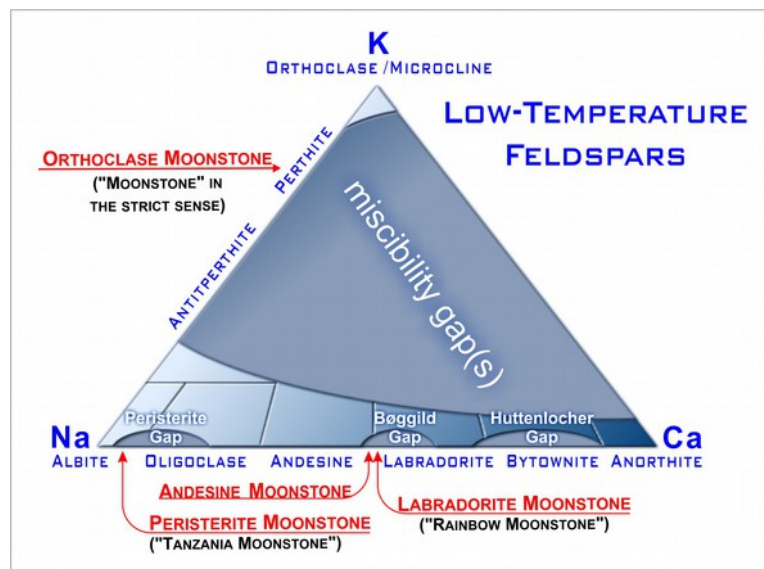 K
ORTHOCLASE/MICROCLINE
LOW-TEMPERATURE
FELDSPARS
ORTHOCLASE MOONSTONE
("MOONSTONE" IN
THE STRICT SENSE)
PERTHITE
ANTITPERTHITE
miscibility gap(s)
Peristerite
Gap
Bøggild
Gap
Huttenlocher
Gap
Na
Ca
ALBITE
OLIGOCLASE
ANDESINE
LABRADORITE
BYTOWNITE
ANORTHITE
ANDESINE MOONSTONE
PERISTERITE MOONSTONE
("TANZANIA MOONSTONE")
LABRADORITE MOONSTONE
("RAINBOW MOONSTONE")